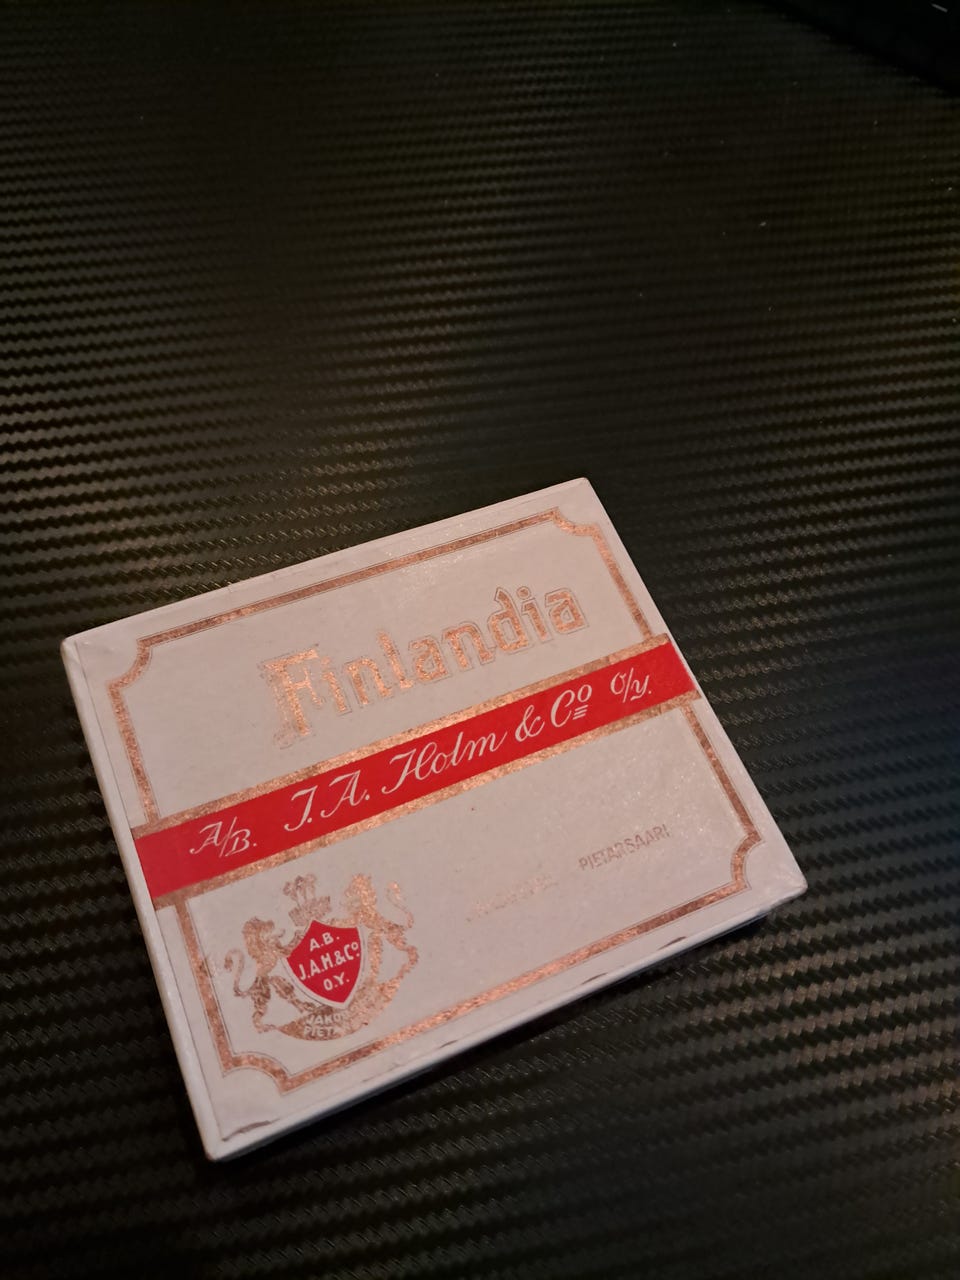 Finlandia
A/B. J. A. Holm & Co O/y.
PIETARSAARI
A.B.
J.A.H.& Co
O.Y.